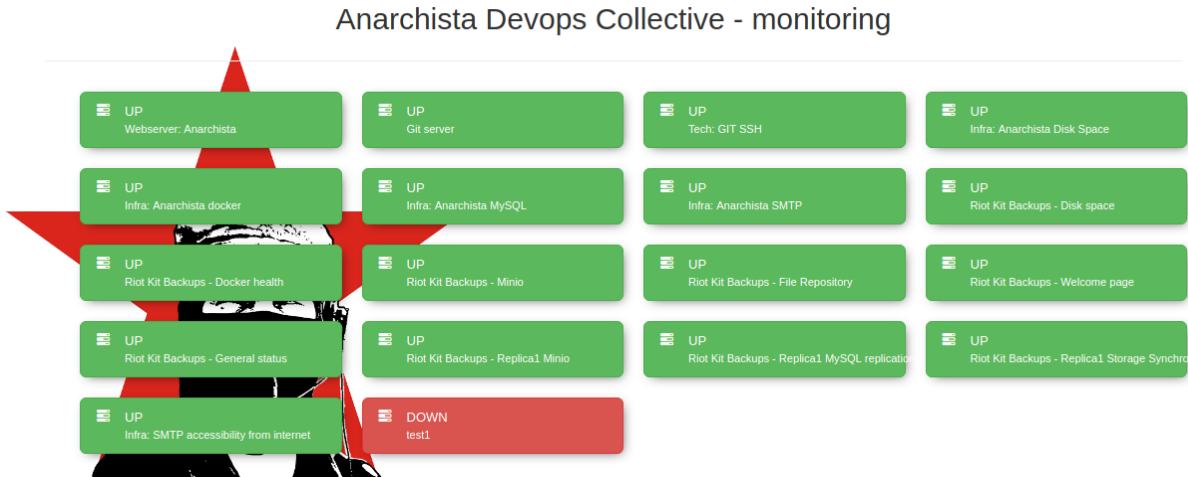 Anarchista Devops Collective - monitoring
UP
Webserver: Anarchista
UP
Git server
UP
Tech: GIT SSH
UP
Infra: Anarchista Disk Space
UP
Infra: Anarchista docker
UP
Infra: Anarchista MySQL
UP
Infra: Anarchista SMTP
UP
Riot Kit Backups - Disk space
UP
Riot Kit Backups - Docker health
UP
Riot Kit Backups - Minio
UP
Riot Kit Backups - File Repository
UP
Riot Kit Backups - Welcome page
UP
Riot Kit Backups - General status
UP
Riot Kit Backups - Replica1 Minio
UP
Riot Kit Backups - Replica1 MySQL replication
UP
Riot Kit Backups - Replica1 Storage Synchro
UP
Infra: SMTP accessibility from internet
DOWN
test1